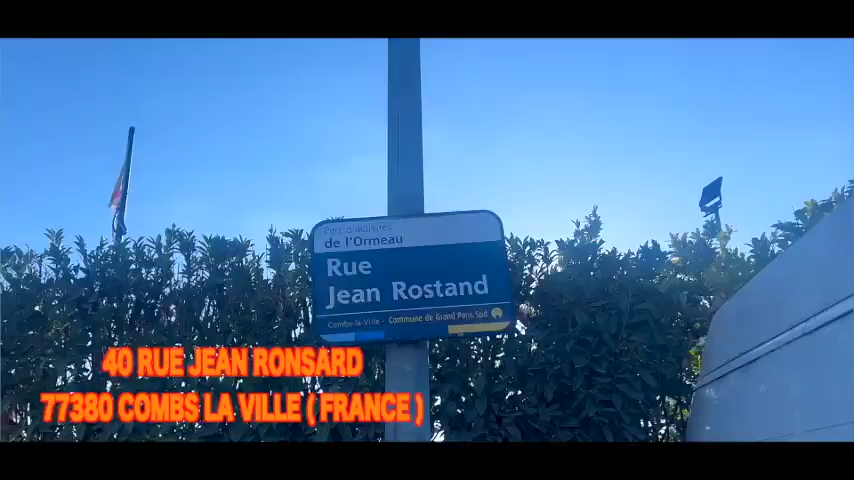 Parc d'activités
de l'Ormeau
Rue
Jean Rostand
Combs-la-Ville - Commune de Grand Paris Sud
40 RUE JEAN RONSARD
77380 COMBS LA VILLE ( FRANCE )